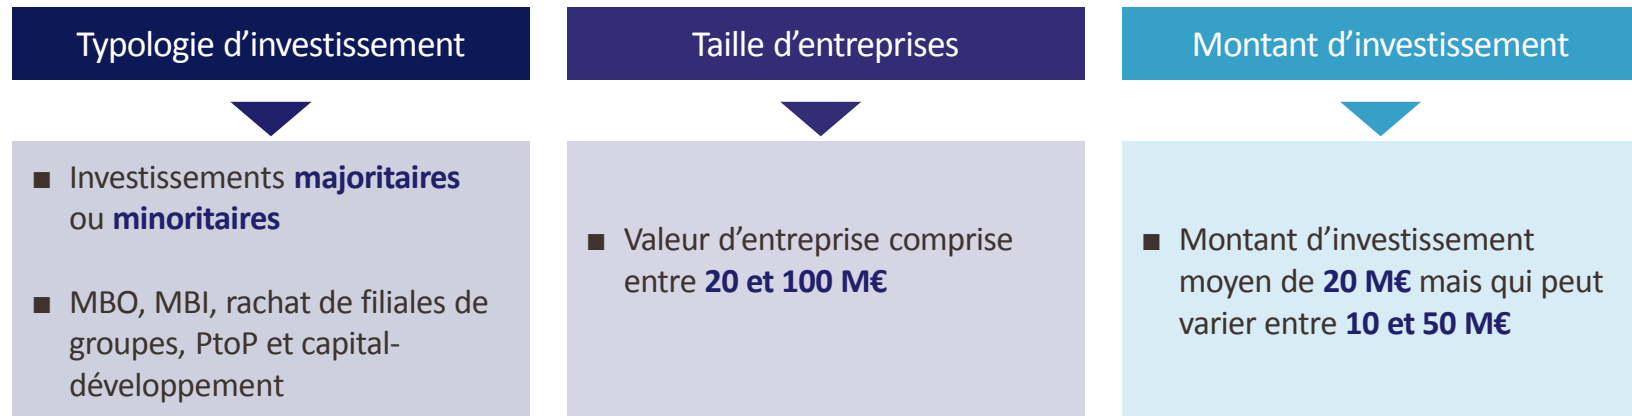 Typologie d’investissement
■ Investissements majoritaires
ou minoritaires
■ MBO, MBI, rachat de filiales de
groupes, PtoP et capital-
développement
Taille d’entreprises
■ Valeur d’entreprise comprise
entre 20 et 100 M€
Montant d’investissement
■ Montant d’investissement
moyen de 20 M€ mais qui peut
varier entre 10 et 50 M€